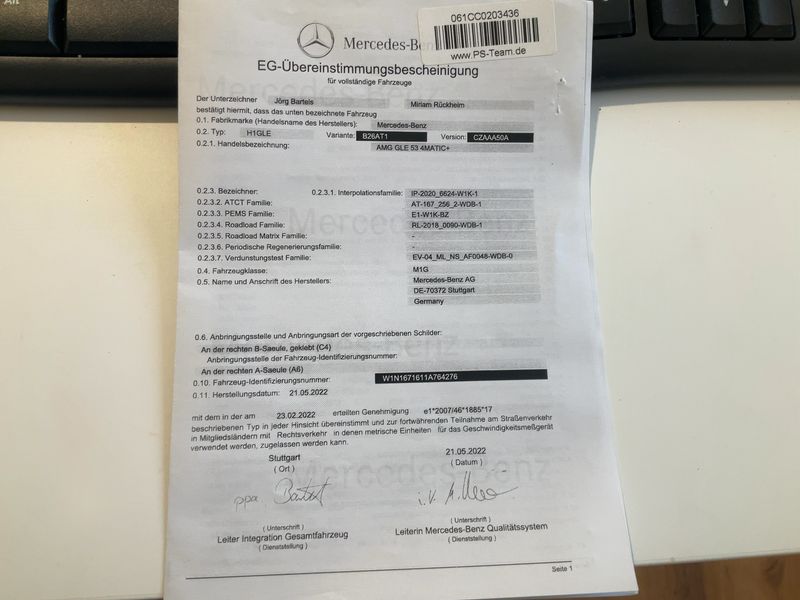 Alt
061CC0203436
www.PS-Team.de
Mercedes-Be
EG-Übereinstimmungsbescheinigung
für vollständige Fahrzeuge
Der Unterzeichner Jörg Bartels Miriam Rückheim
bestätigt hiermit, dass das unten bezeichnete Fahrzeug
0.1. Fabrikmarke (Handelsname des Herstellers): Mercedes-Benz
0.2. Typ: H1GLE Variante: B26AT1 Version: CZAAA50A
0.2.1. Handelsbezeichnung: AMG GLE 53 4MATIC+
0.2.3. Bezeichner: 0.2.3.1. Interpolationsfamilie: IP-2020_6624-W1K-1
0.2.3.2. ATCT Familie: AT-167_256_2-WDB-1
0.2.3.3. PEMS Familie: E1-W1K-BZ
0.2.3.4. Roadload Familie: RL-2018_0090-WDB-1
0.2.3.5. Roadload Matrix Familie: -
0.2.3.6. Periodische Regenerierungsfamilie: -
0.2.3.7. Verdunstungstest Familie: EV-04_ML_NS_AF0048-WDB-0
0.4. Fahrzeugklasse: M1G
0.5. Name und Anschrift des Herstellers: Mercedes-Benz AG
DE-70372 Stuttgart
Germany
0.6. Anbringungsstelle und Anbringungsart der vorgeschriebenen Schilder:
An der rechten B-Saeule, geklebt (C4)
Anbringungsstelle der Fahrzeug-Identifizierungsnummer:
An der rechten A-Saeule (A6)
0.10. Fahrzeug-Identifizierungsnummer: W1N1671611A764276
0.11. Herstellungsdatum: 21.05.2022
mit dem in der am 23.02.2022 erteilten Genehmigung e1*2007/46*1885*17
beschriebenen Typ in jeder Hinsicht übereinstimmt und zur fortwährenden Teilnahme am Straßenverkehr
in Mitgliedsländern mit Rechtsverkehr in denen metrische Einheiten für das Geschwindigkeitsmeßgerät
verwendet werden, zugelassen werden kann.
Stuttgart 21.05.2022
( Ort ) ( Datum )
ppa. i.V.
( Unterschrift ) ( Unterschrift )
Leiter Integration Gesamtfahrzeug Leiterin Mercedes-Benz Qualitätssystem
( Dienststellung ) ( Dienststellung )
Seite 1